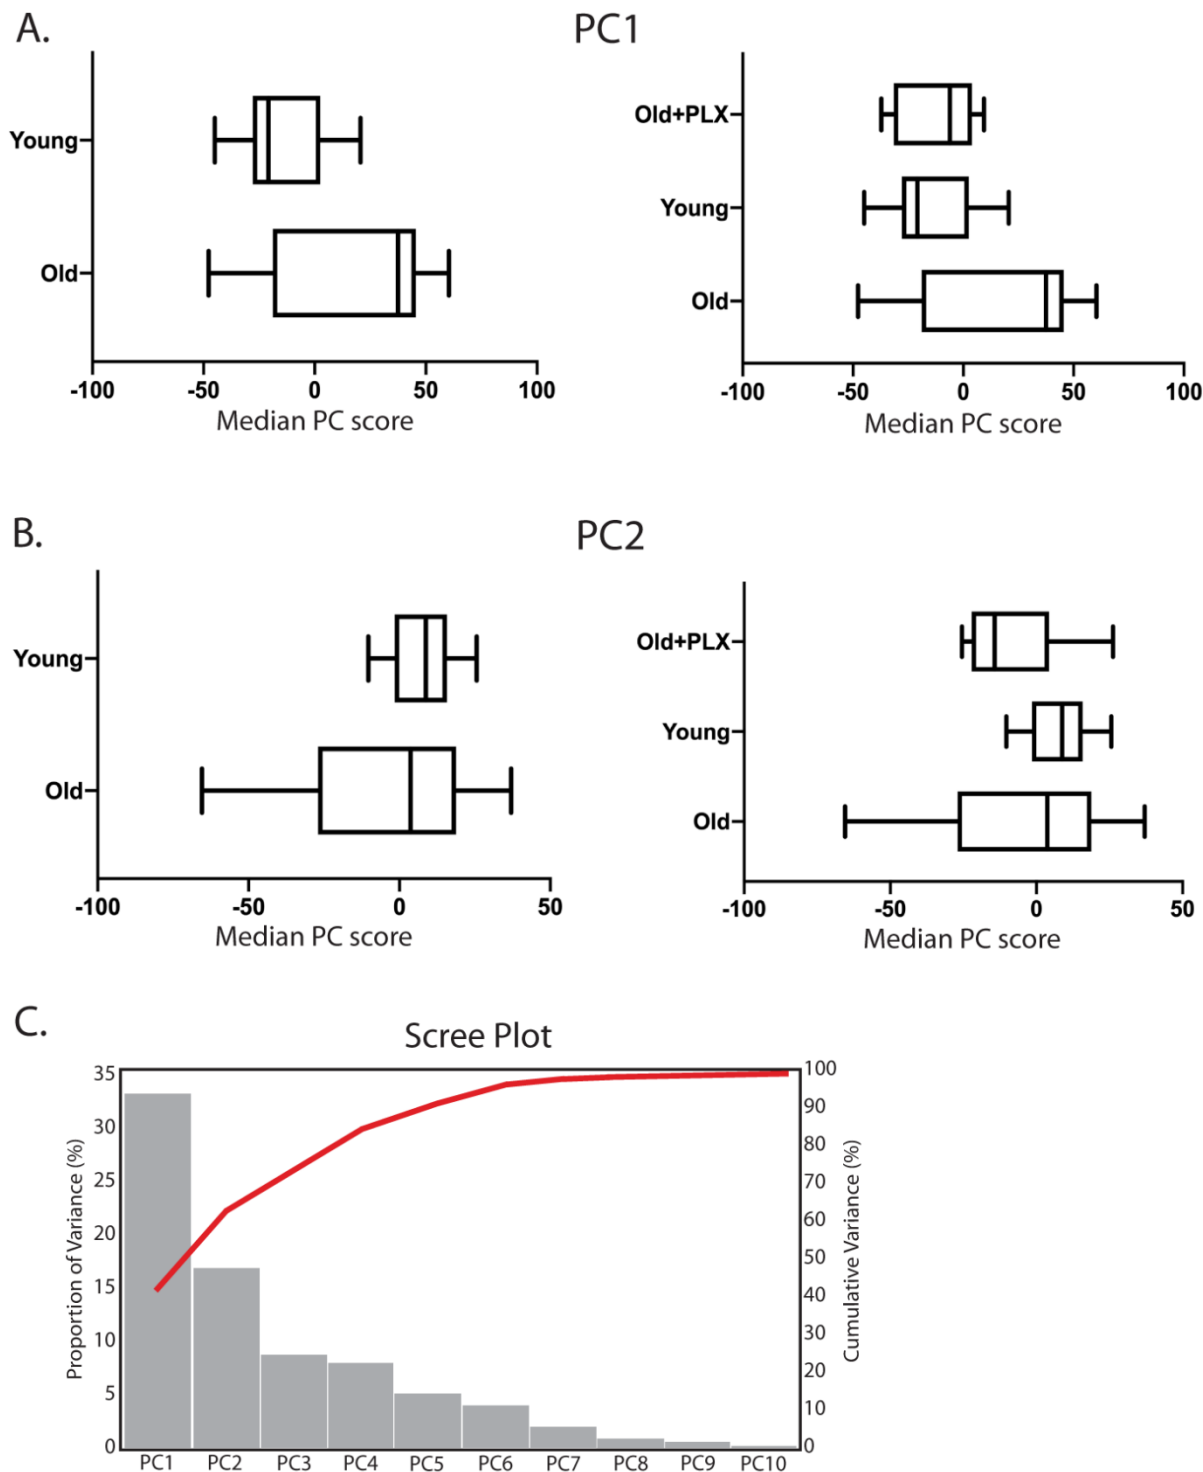 A.
PC1
Young
Old
-100 -50 0 50 100
Median PC score
Old+PLX
Young
Old
-100 -50 0 50 100
Median PC score
B.
PC2
Young
Old
-100 -50 0 50
Median PC score
Old+PLX
Young
Old
-100 -50 0 50
Median PC score
C.
Scree Plot
Proportion of Variance (%)
35
30
25
20
15
10
5
0
100
90
80
70
60
50
40
30
20
10
0
Cumulative Variance (%)
PC1 PC2 PC3 PC4 PC5 PC6 PC7 PC8 PC9 PC10